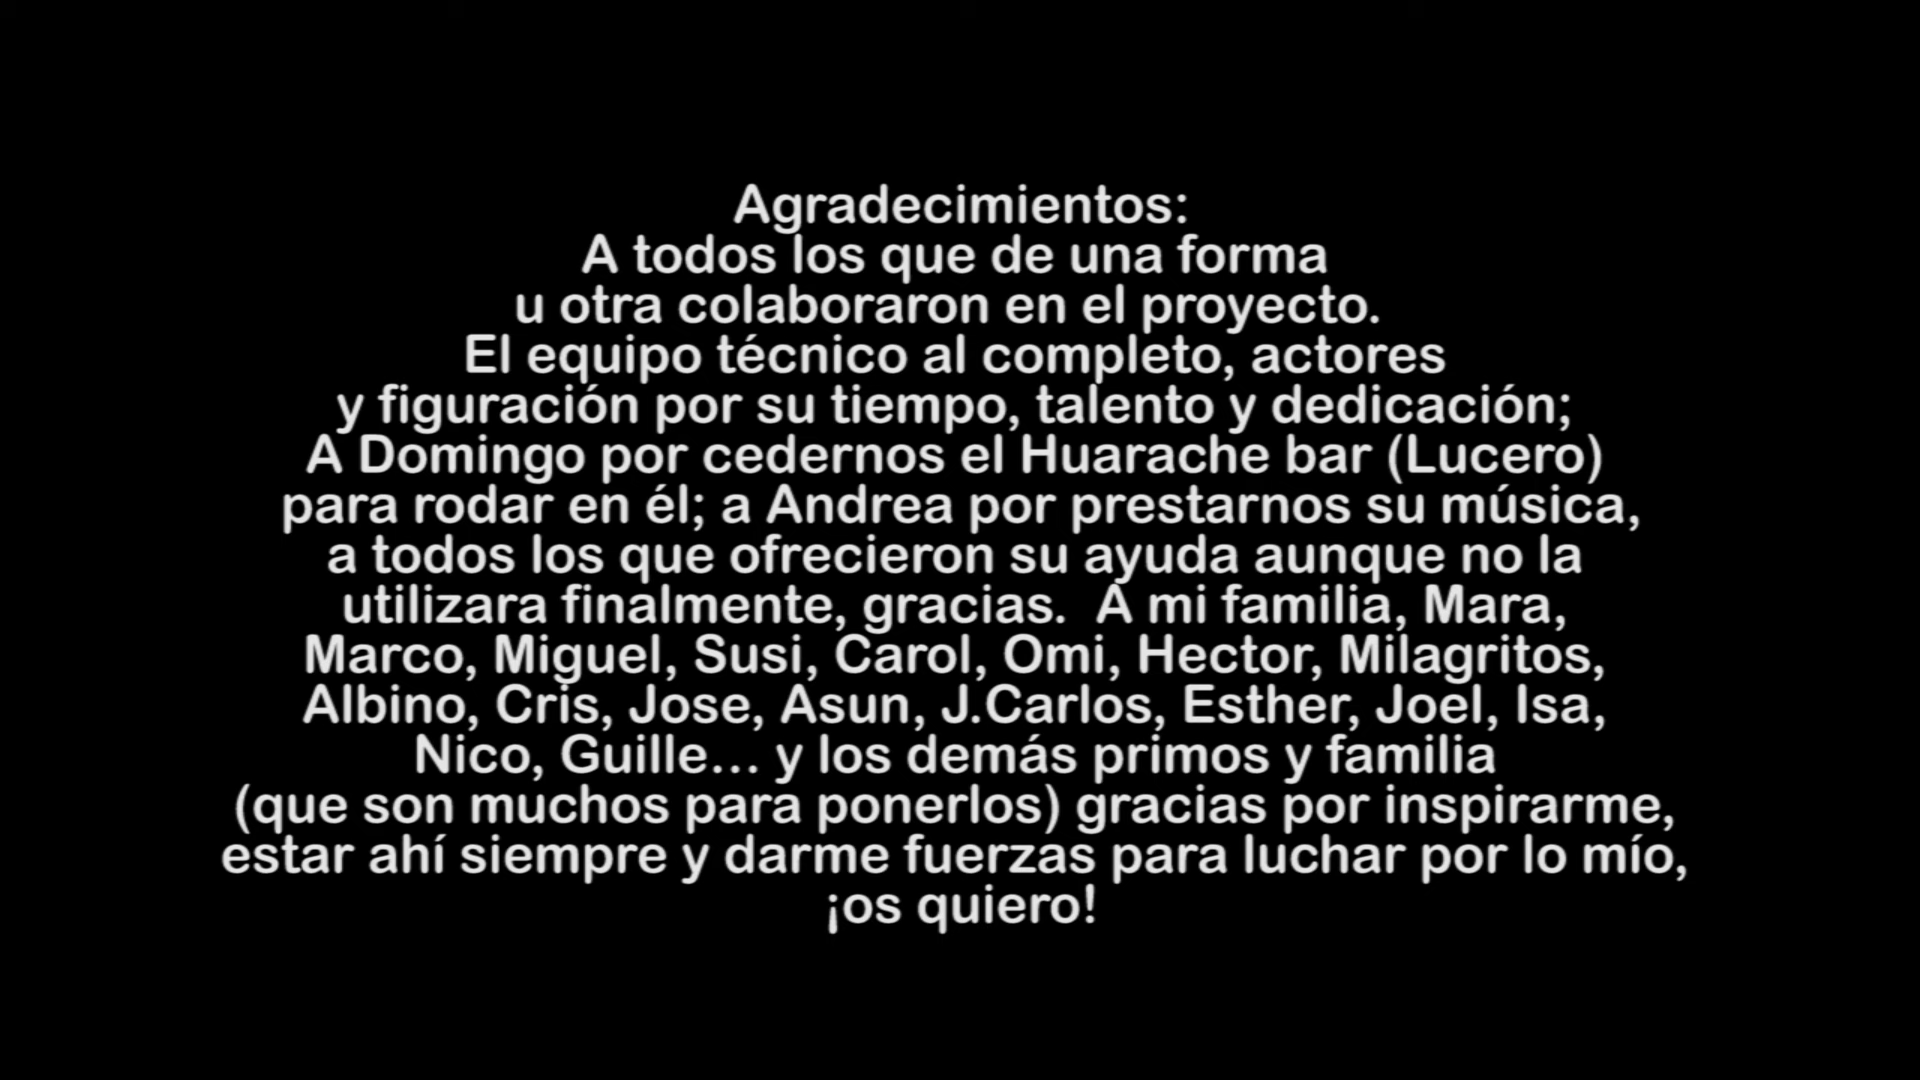 Agradecimientos:
A todos los que de una forma
u otra colaboraron en el proyecto.
El equipo técnico al completo, actores
y figuración por su tiempo, talento y dedicación;
A Domingo por cedernos el Huarache bar (Lucero)
para rodar en él; a Andrea por prestarnos su música,
a todos los que ofrecieron su ayuda aunque no la
utilizara finalmente, gracias.  A mi familia, Mara,
Marco, Miguel, Susi, Carol, Omi, Hector, Milagritos,
Albino, Cris, Jose, Asun, J.Carlos, Esther, Joel, Isa,
Nico, Guille... y los demás primos y familia
(que son muchos para ponerlos) gracias por inspirarme,
estar ahí siempre y darme fuerzas para luchar por lo mío,
¡os quiero!